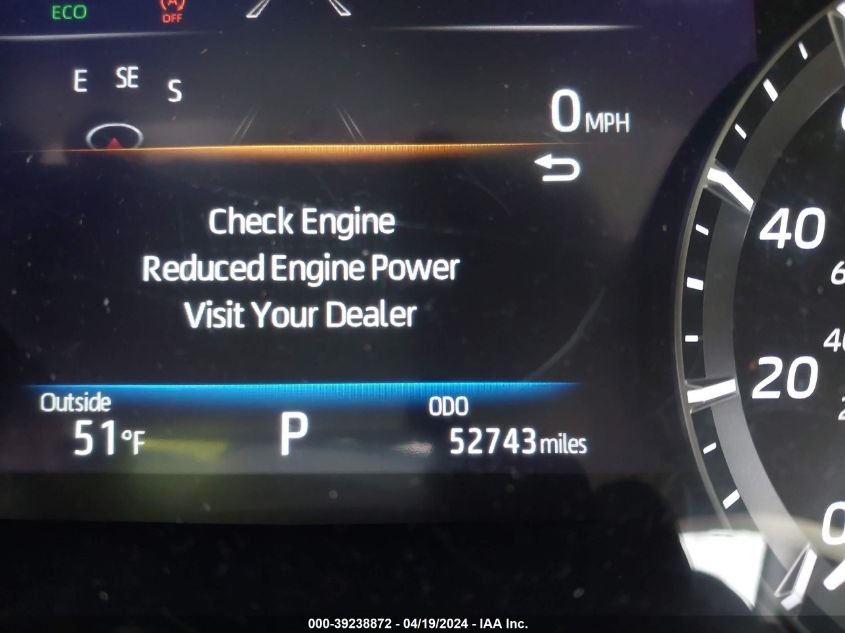 ECO
A
OFF
E SE S
0 MPH
Check Engine
Reduced Engine Power
Visit Your Dealer
Outside
51°F
P
ODO
52743 miles
40
20
0
000-39238872 - 04/19/2024 - IAA Inc.